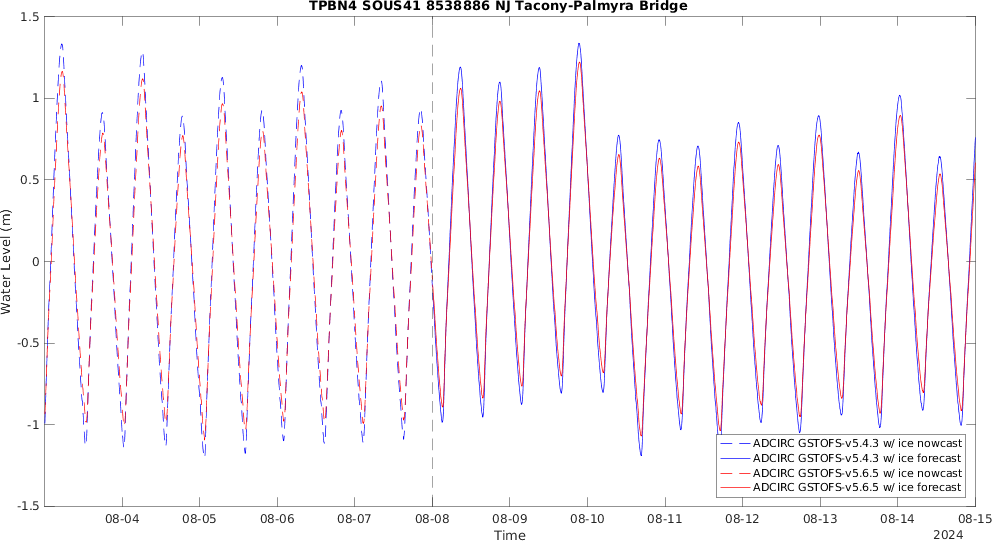 TPBN4 SOUS41 8538886 NJ Tacony-Palmyra Bridge
1.5
1
0.5
0
-0.5
-1
-1.5
Water Level (m)
08-04 08-05 08-06 08-07 08-08 08-09 08-10 08-11 08-12 08-13 08-14 08-15
Time
2024
ADCIRC GSTOFS-v5.4.3 w/ ice nowcast
ADCIRC GSTOFS-v5.4.3 w/ ice forecast
ADCIRC GSTOFS-v5.6.5 w/ ice nowcast
ADCIRC GSTOFS-v5.6.5 w/ ice forecast